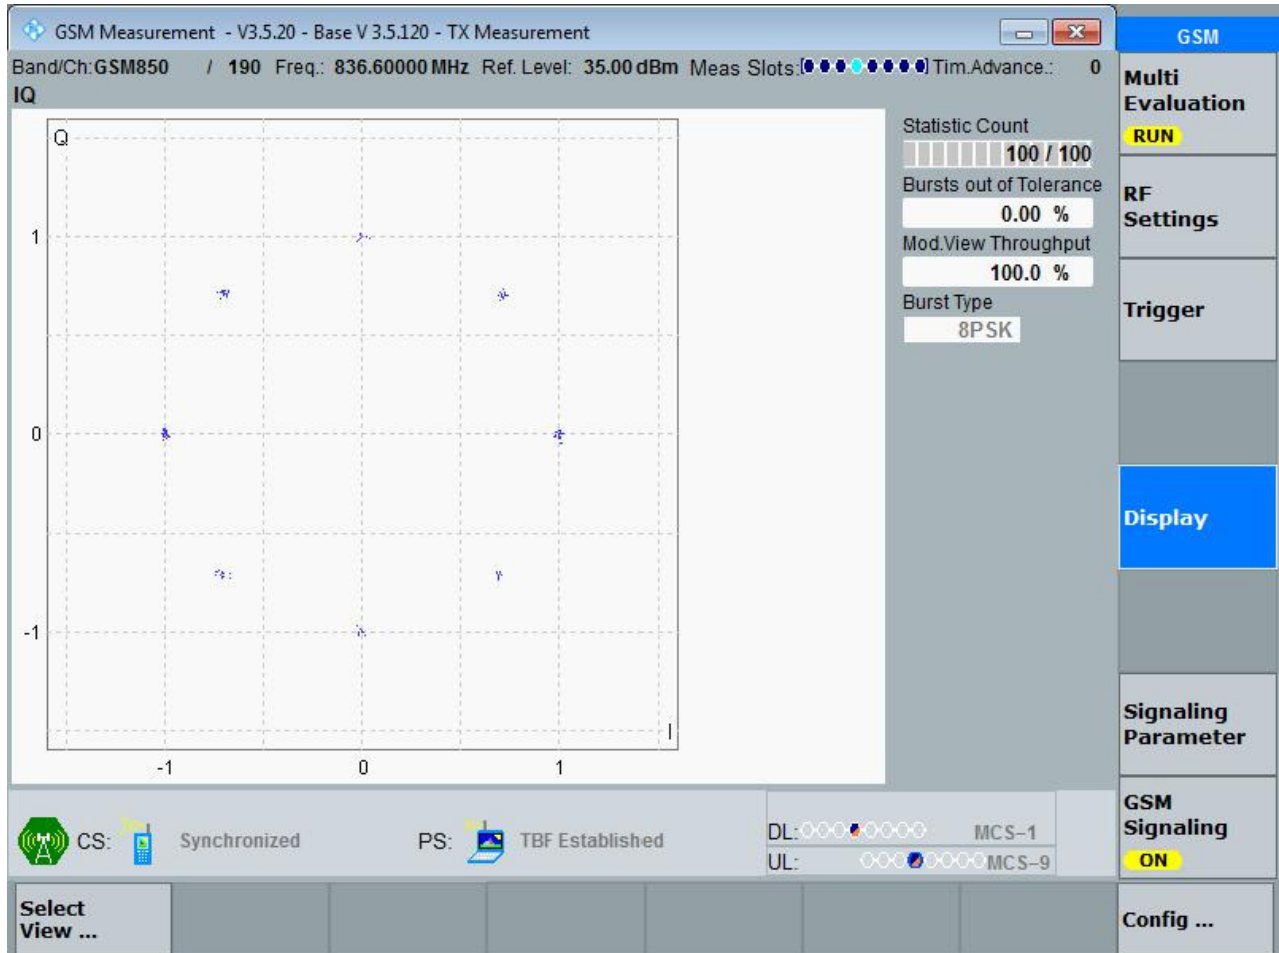 GSM Measurement - V3.5.20 - Base V 3.5.120 - TX Measurement
GSM
Band/Ch:GSM850 / 190 Freq.: 836.60000 MHz Ref. Level: 35.00 dBm Meas Slots: Tim.Advance.: 0
IQ
Q
1
0
-1
I
-1 0 1
Statistic Count
100 / 100
Bursts out of Tolerance
0.00 %
Mod.View Throughput
100.0 %
Burst Type
8PSK
Multi
Evaluation
RUN
RF
Settings
Trigger
Display
Signaling
Parameter
GSM
Signaling
ON
CS: Synchronized PS: TBF Established
DL: MCS-1
UL: MCS-9
Select
View ...
Config ...